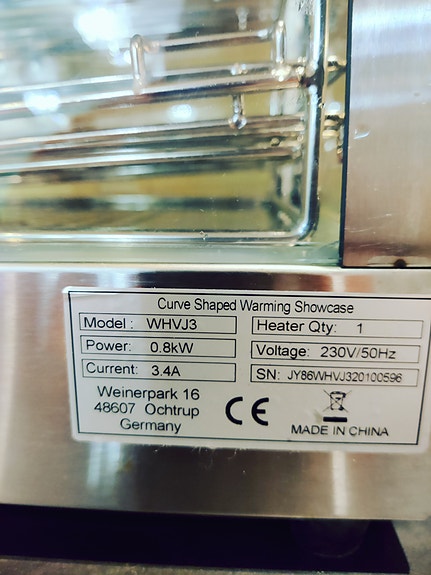 Curve Shaped Warming Showcase
Model : WHVJ3
Heater Qty: 1
Power: 0.8kW
Voltage: 230V/50Hz
Current: 3.4A
SN: JY86WHVJ320100596
Weinerpark 16
48607 Ochtrup
Germany
CE
MADE IN CHINA